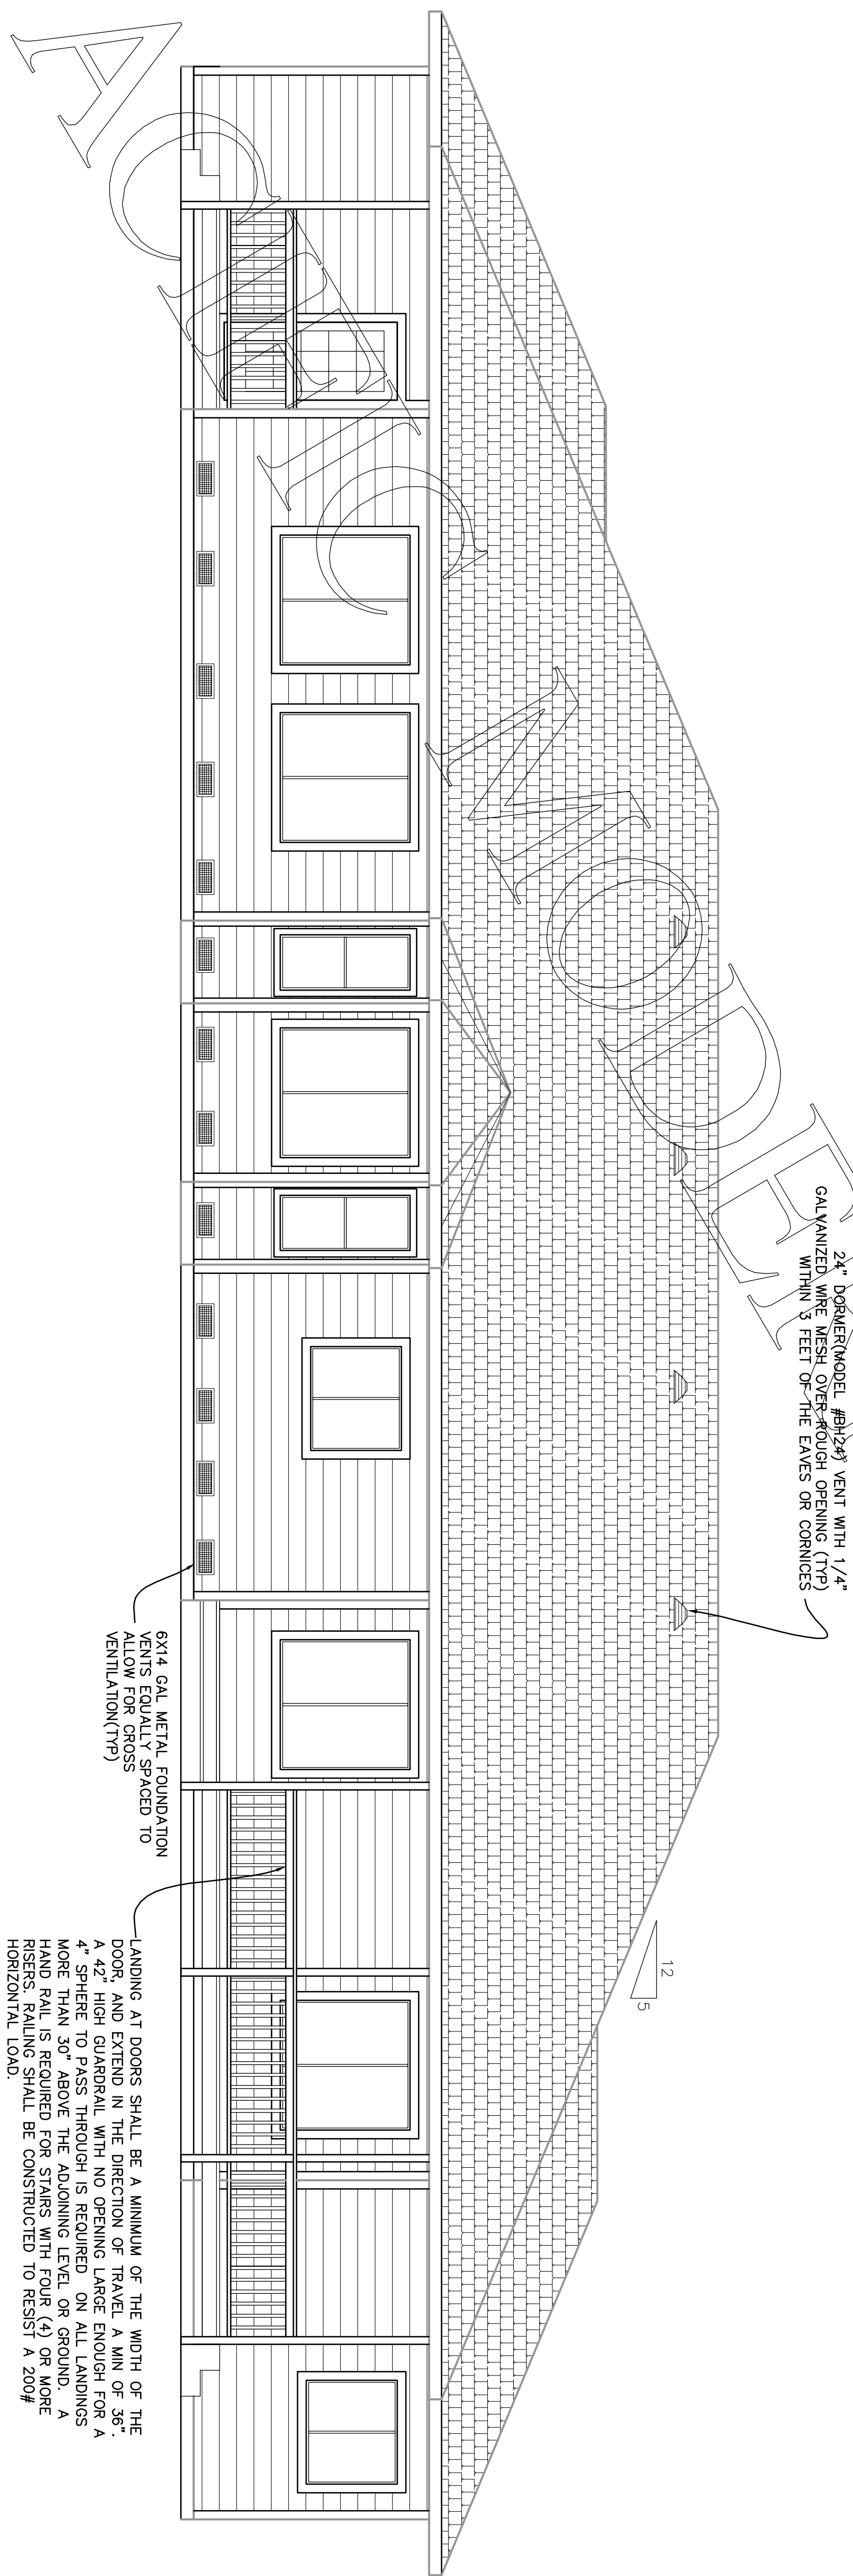 24" DORMER(MODEL #BH24) VENT WITH 1/4"
GALVANIZED WIRE MESH OVER ROUGH OPENING (TYP)
WITHIN 3 FEET OF THE EAVES OR CORNICES
12
5
6X14 GAL METAL FOUNDATION
VENTS EQUALLY SPACED TO
ALLOW FOR CROSS
VENTILATION(TYP)
LANDING AT DOORS SHALL BE A MINIMUM OF THE WIDTH OF THE
DOOR, AND EXTEND IN THE DIRECTION OF TRAVEL A MIN OF 36".
A 42" HIGH GUARDRAIL WITH NO OPENING LARGE ENOUGH FOR A
4" SPHERE TO PASS THROUGH IS REQUIRED ON ALL LANDINGS
MORE THAN 30" ABOVE THE ADJOINING LEVEL OR GROUND. A
HAND RAIL IS REQUIRED FOR STAIRS WITH FOUR (4) OR MORE
RISERS. RAILING SHALL BE CONSTRUCTED TO RESIST A 200#
HORIZONTAL LOAD.